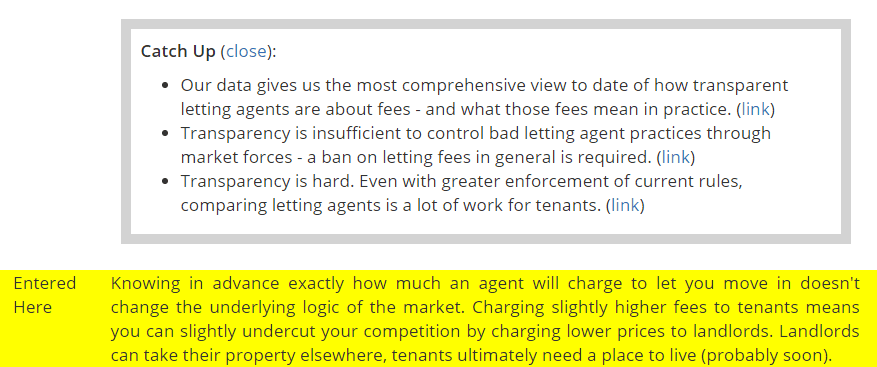 Catch Up (close):
Our data gives us the most comprehensive view to date of how transparent
letting agents are about fees - and what those fees mean in practice. (link)
Transparency is insufficient to control bad letting agent practices through
market forces - a ban on letting fees in general is required. (link)
Transparency is hard. Even with greater enforcement of current rules,
comparing letting agents is a lot of work for tenants. (link)
Entered
Here
Knowing in advance exactly how much an agent will charge to let you move in doesn't
change the underlying logic of the market. Charging slightly higher fees to tenants means
you can slightly undercut your competition by charging lower prices to landlords. Landlords
can take their property elsewhere, tenants ultimately need a place to live (probably soon).